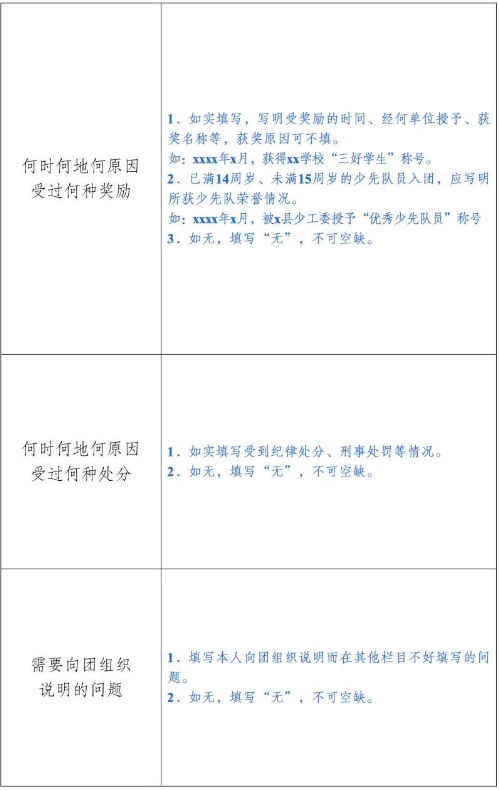 何时何地何原因
受过何种奖励
1．如实填写，写明受奖励的时间、经何单位授予、获
奖名称等，获奖原因可不填。
如：xxxx年x月，获得xx学校“三好学生”称号。
2．已满14周岁、未满15周岁的少先队员入团，应写明
所获少先队荣誉情况。
如：xxxx年x月，被x县少工委授予“优秀少先队员”称号
3．如无，填写“无”，不可空缺。
何时何地何原因
受过何种处分
1．如实填写受到纪律处分、刑事处罚等情况。
2．如无，填写“无”，不可空缺。
需要向团组织
说明的问题
1．填写本人向团组织说明而在其他栏目不好填写的问
题。
2．如无，填写“无”，不可空缺。